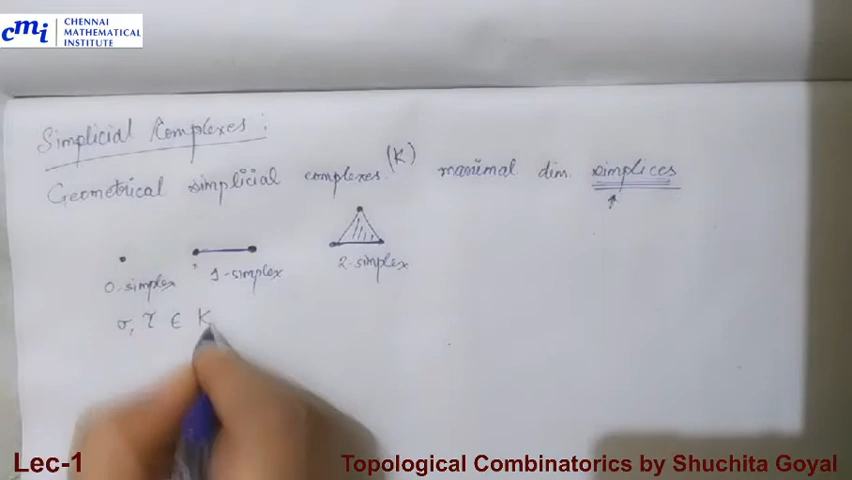 cmi CHENNAI
MATHEMATICAL
INSTITUTE
Simplicial Complexes :
Geometrical simplicial complexes (K) maximal dim. simplices
0-simplex 1-simplex 2-simplex
σ, τ ∈ K
Lec-1 Topological Combinatorics by Shuchita Goyal